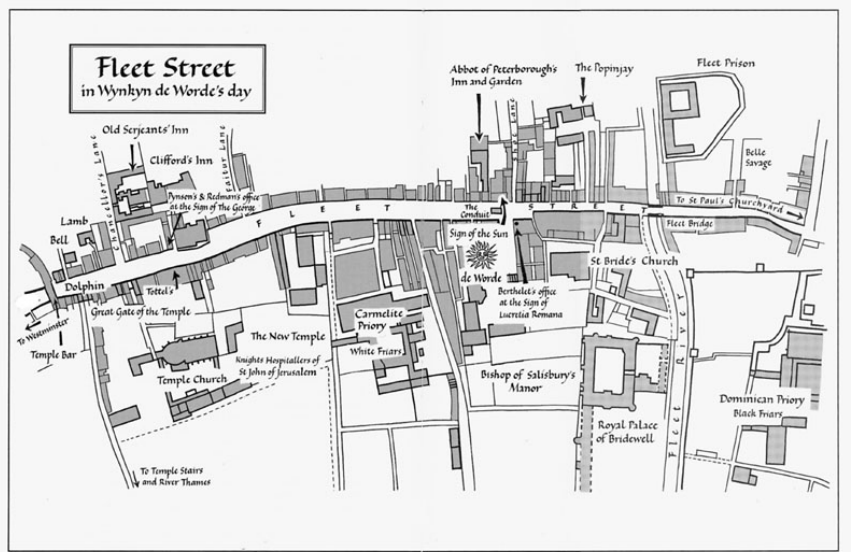 Fleet Street
in Wynkyn de Worde's day
Abbot of Peterborough's
Inn and Garden
The Popinjay
Fleet Prison
Old Serjeants' Inn
Clifford's Inn
Chancellor's Lane
Faitur Lane
Shoe Lane
Belle
Savage
Pynson's & Redman's office
at the Sign of The George
Lamb
Bell
FLEET
STREET
The
Conduit
To St Paul's Churchyard
Fleet Bridge
Sign of the Sun
de Worde
St Bride's Church
Dolphin
Tottel's
Great Gate of the Temple
Berthelet's office
at the Sign of
Lucretia Romana
To Westminster
Temple Bar
The New Temple
Carmelite
Priory
White Friars
Knights Hospitallers of
St John of Jerusalem
Temple Church
Bishop of Salisbury's
Manor
Fleet River
Dominican Priory
Black Friars
Royal Palace
of Bridewell
To Temple Stairs
and River Thames